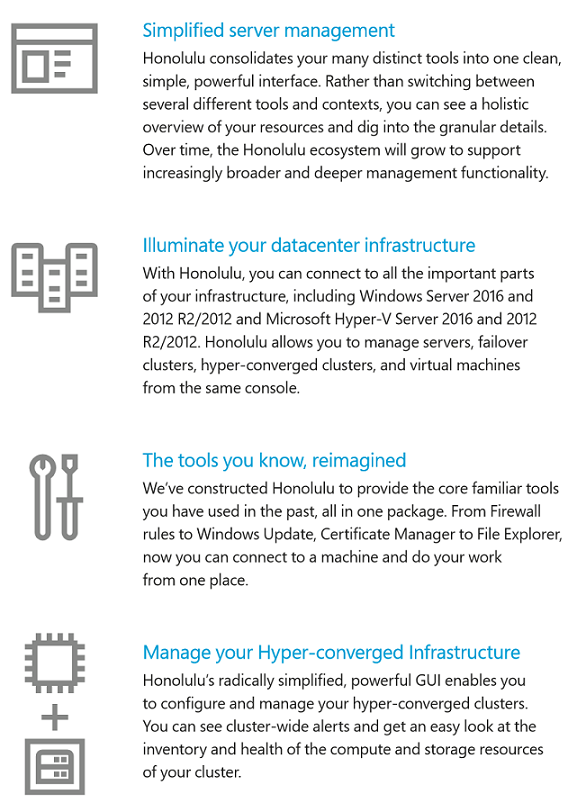 Simplified server management
Honolulu consolidates your many distinct tools into one clean,
simple, powerful interface. Rather than switching between
several different tools and contexts, you can see a holistic
overview of your resources and dig into the granular details.
Over time, the Honolulu ecosystem will grow to support
increasingly broader and deeper management functionality.
Illuminate your datacenter infrastructure
With Honolulu, you can connect to all the important parts
of your infrastructure, including Windows Server 2016 and
2012 R2/2012 and Microsoft Hyper-V Server 2016 and 2012
R2/2012. Honolulu allows you to manage servers, failover
clusters, hyper-converged clusters, and virtual machines
from the same console.
The tools you know, reimagined
We've constructed Honolulu to provide the core familiar tools
you have used in the past, all in one package. From Firewall
rules to Windows Update, Certificate Manager to File Explorer,
now you can connect to a machine and do your work
from one place.
Manage your Hyper-converged Infrastructure
Honolulu's radically simplified, powerful GUI enables you
to configure and manage your hyper-converged clusters.
You can see cluster-wide alerts and get an easy look at the
inventory and health of the compute and storage resources
of your cluster.